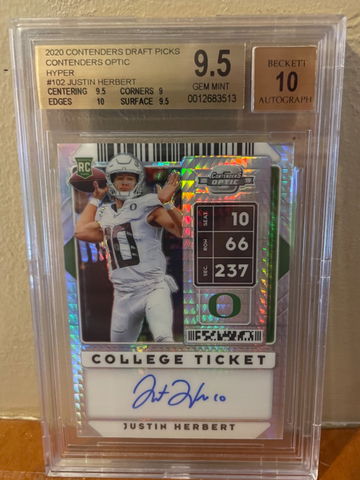 2020 CONTENDERS DRAFT PICKS
CONTENDERS OPTIC
HYPER
#102 JUSTIN HERBERT
CENTERING 9.5 CORNERS 9
EDGES 10 SURFACE 9.5
9.5
GEM MINT
0012683513
BECKETT
10
AUTOGRAPH
RC
CONTENDERS
OPTIC
SEAT 10
ROW 66
SEC 237
10
O
COLLEGE TICKET
JUSTIN HERBERT